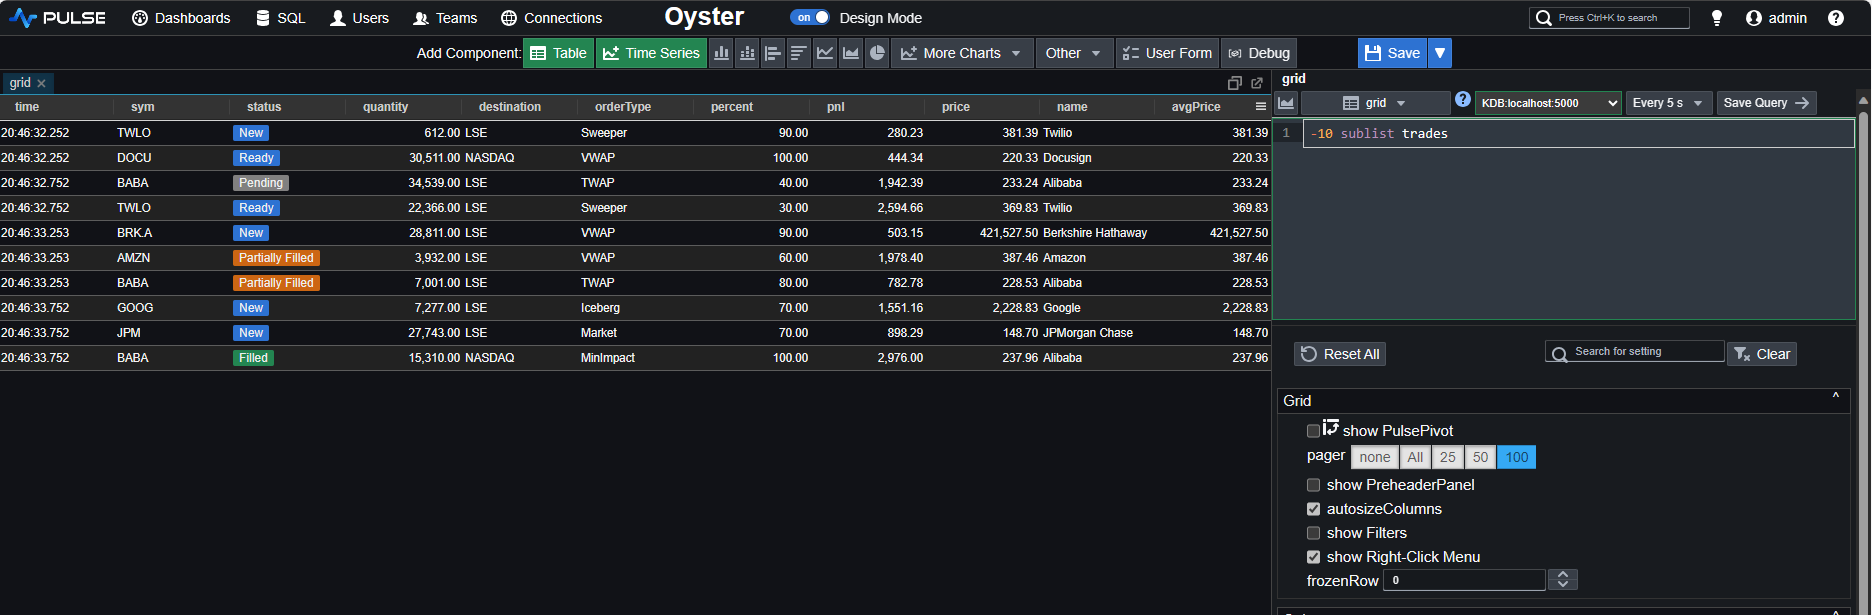 PULSE Dashboards SQL Users Teams Connections Oyster on Design Mode Press Ctrl+K to search admin ?
Add Component: Table Time Series More Charts Other User Form Debug Save
grid ×
time sym status quantity destination orderType percent pnl price name avgPrice
20:46:32.252 TWLO New 612.00 LSE Sweeper 90.00 280.23 381.39 Twilio 381.39
20:46:32.252 DOCU Ready 30,511.00 NASDAQ VWAP 100.00 444.34 220.33 Docusign 220.33
20:46:32.752 BABA Pending 34,539.00 LSE TWAP 40.00 1,942.39 233.24 Alibaba 233.24
20:46:32.752 TWLO Ready 22,366.00 LSE Sweeper 30.00 2,594.66 369.83 Twilio 369.83
20:46:33.253 BRK.A New 28,811.00 LSE VWAP 90.00 503.15 421,527.50 Berkshire Hathaway 421,527.50
20:46:33.253 AMZN Partially Filled 3,932.00 LSE VWAP 60.00 1,978.40 387.46 Amazon 387.46
20:46:33.253 BABA Partially Filled 7,001.00 LSE TWAP 80.00 782.78 228.53 Alibaba 228.53
20:46:33.752 GOOG New 7,277.00 LSE Iceberg 70.00 1,551.16 2,228.83 Google 2,228.83
20:46:33.752 JPM New 27,743.00 LSE Market 70.00 898.29 148.70 JPMorgan Chase 148.70
20:46:33.752 BABA Filled 15,310.00 NASDAQ MinImpact 100.00 2,976.00 237.96 Alibaba 237.96
grid
grid ? KDB:localhost:5000 Every 5 s Save Query
1 -10 sublist trades
Reset All Search for setting Clear
Grid
show PulsePivot
pager none All 25 50 100
show PreheaderPanel
autosizeColumns
show Filters
show Right-Click Menu
frozenRow 0